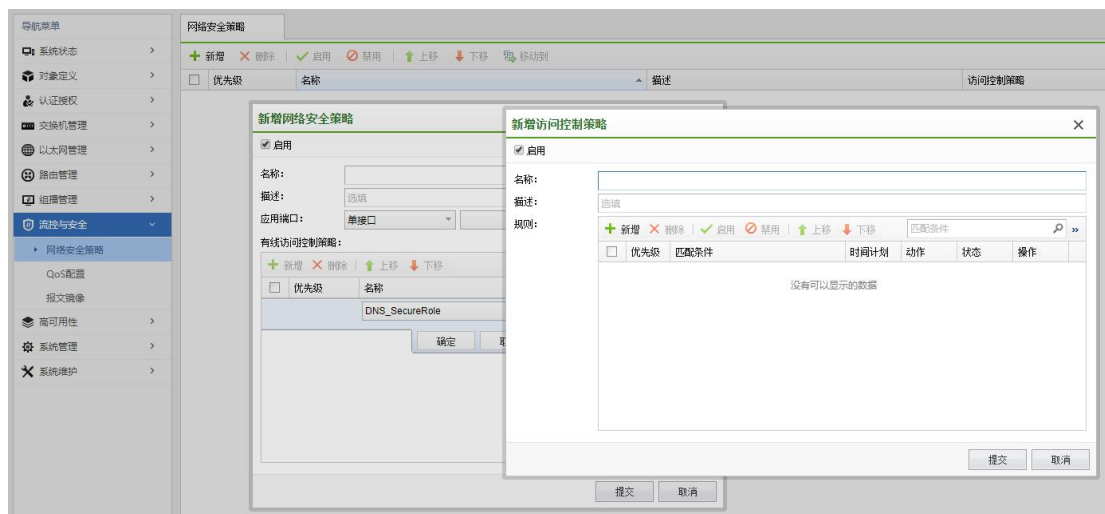 导航菜单
系统状态
对象定义
认证授权
交换机管理
以太网管理
路由管理
组播管理
流控与安全
网络安全策略
QoS配置
报文镜像
高可用性
系统管理
系统维护
网络安全策略
新增 删除 启用 禁用 上移 下移 移动到
优先级 名称 描述 访问控制策略
新增网络安全策略
启用
名称：
描述： 选填
应用端口： 单接口
有线访问控制策略：
新增 删除 上移 下移
优先级 名称
DNS_SecureRole
确定
提交 取消
新增访问控制策略
启用
名称：
描述： 选填
规则：
新增 删除 启用 禁用 上移 下移 匹配条件
优先级 匹配条件 时间计划 动作 状态 操作
没有可以显示的数据
提交 取消